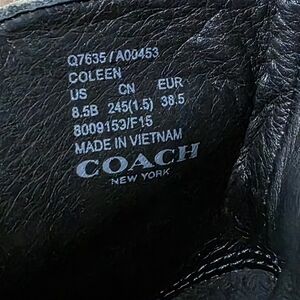 Q7635/A00453
COLEEN
US CN EUR
8.5B 245(1.5) 38.5
8009153/F15
MADE IN VIETNAM
COACH
NEW YORK